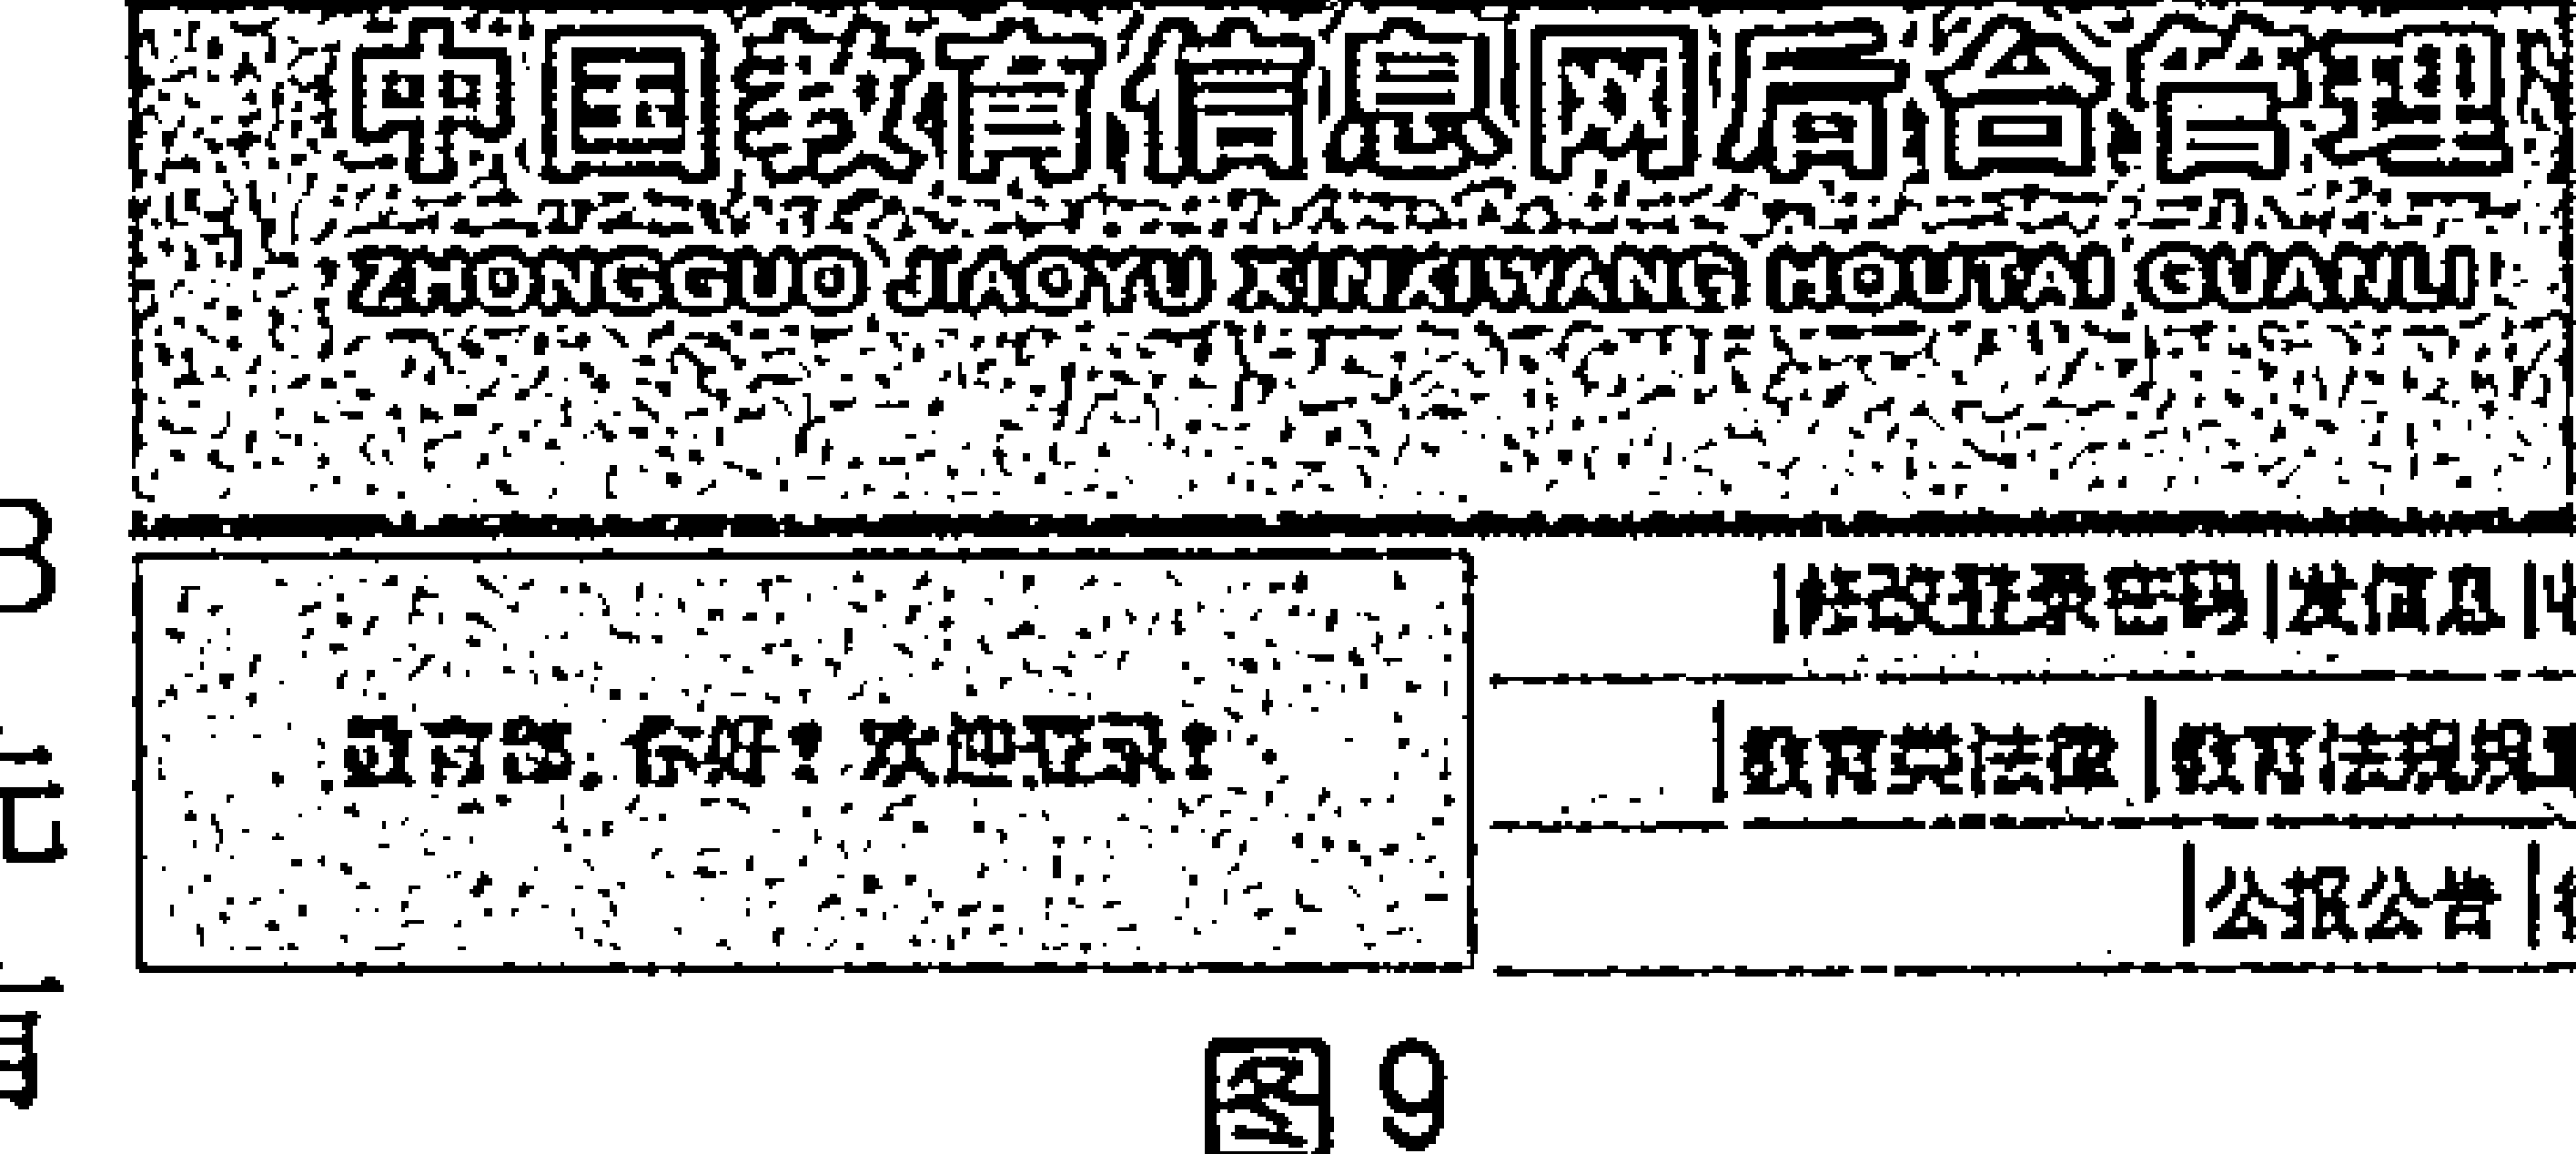 中国教育信息网后台管理
ZHONGGUO JIAOYU XINXIWANG HOUTAI GUANLI
|修改登录密码|发信息|
教育部,你好!欢迎登录!
|教育类法律|教育法规
|公报公告|
图9